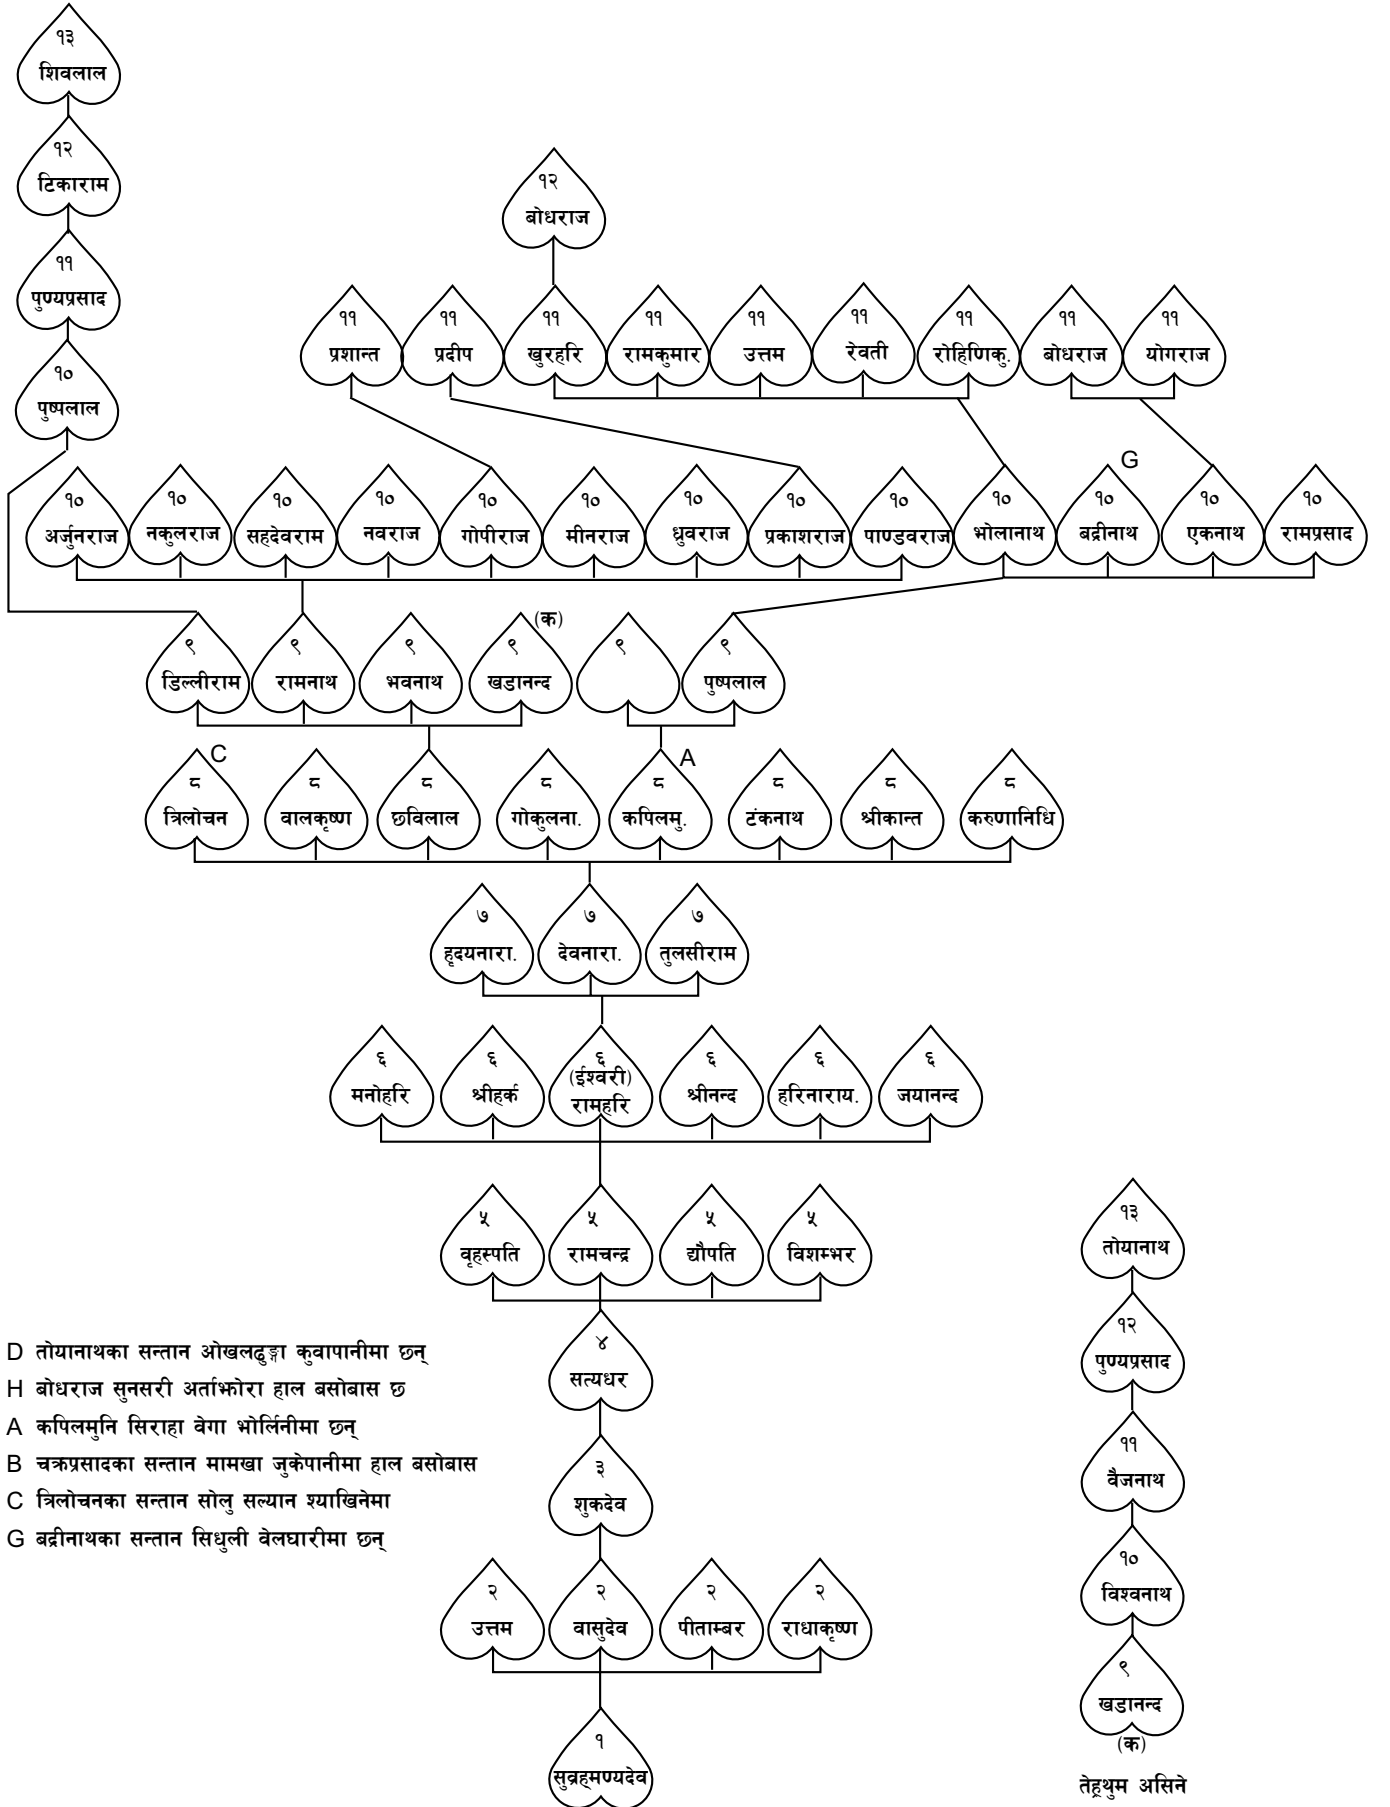 १३
शिवलाल
१२
टिकाराम
१२
बोधराज
११
पुण्यप्रसाद
११ ११ ११ ११ ११ ११ ११ ११ ११
प्रशान्त प्रदीप खुरहरि रामकुमार उत्तम रेवती रोहिणिकु. बोधराज योगराज
१०
पुष्पलाल
G
१० १० १० १० १० १० १० १० १० १० १० १० १०
अर्जुनराज नकुलराज सहदेवराम नवराज गोपीराज मीनराज ध्रुवराज प्रकाशराज पाण्डवराज भोलानाथ बद्रीनाथ एकनाथ रामप्रसाद
(क)
९ ९ ९ ९ ९ ९
डिल्लीराम रामनाथ भवनाथ खडानन्द पुष्पलाल
C A
८ ८ ८ ८ ८ ८ ८ ८
त्रिलोचन वालकृष्ण छविलाल गोकुलना. कपिलमु. टंकनाथ श्रीकान्त करुणानिधि
७ ७ ७
हृदयनारा. देवनारा. तुलसीराम
६ ६ ६ ६ ६ ६
(ईश्वरी)
मनोहरि श्रीहर्क रामहरि श्रीनन्द हरिनाराय. जयानन्द
५ ५ ५ ५
वृहस्पति रामचन्द्र द्यौपति विशम्भर
१३
तोयानाथ
४
सत्यधर
१२
पुण्यप्रसाद
D तोयानाथका सन्तान ओखलढुङ्गा कुवापानीमा छन्
H बोधराज सुनसरी अर्ताझोरा हाल बसोबास छ
A कपिलमुनि सिराहा वेगा भोर्लिनीमा छन्
B चक्रप्रसादका सन्तान मामखा जुकेपानीमा हाल बसोबास
C त्रिलोचनका सन्तान सोलु सल्यान श्याखिनेमा
G बद्रीनाथका सन्तान सिधुली वेलघारीमा छन्
३
शुकदेव
११
वैजनाथ
२ २ २ २
उत्तम वासुदेव पीताम्बर राधाकृष्ण
१०
विश्वनाथ
१
सुव्रह्मण्यदेव
९
खडानन्द
(क)
तेह्रथुम असिने